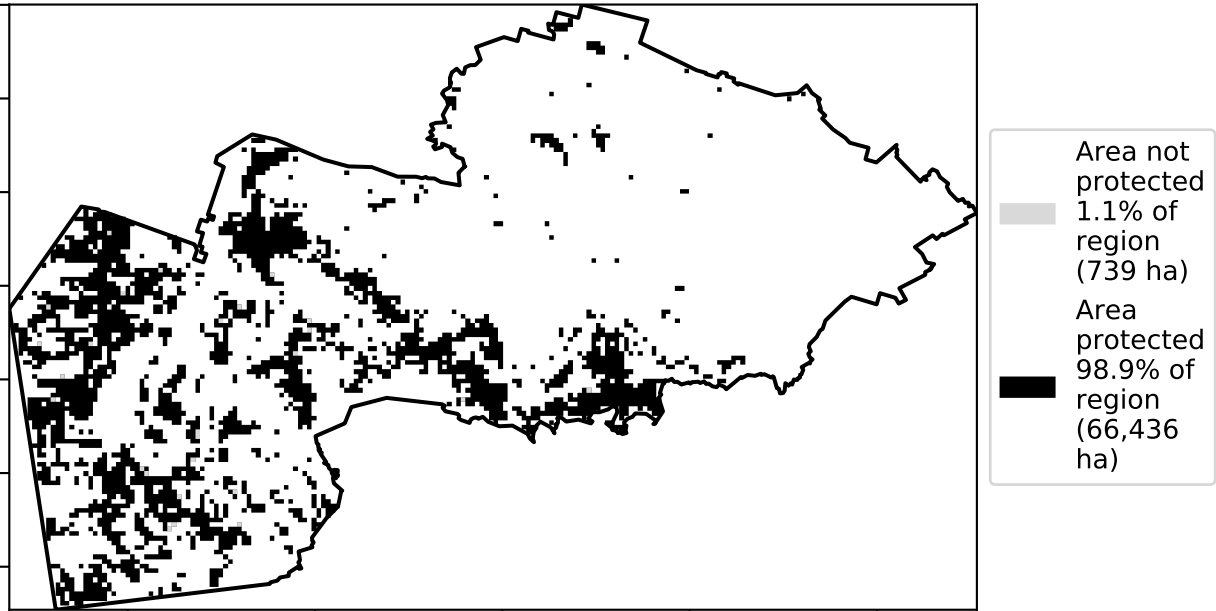 Area not
protected
1.1% of
region
(739 ha)
Area
protected
98.9% of
region
(66,436
ha)